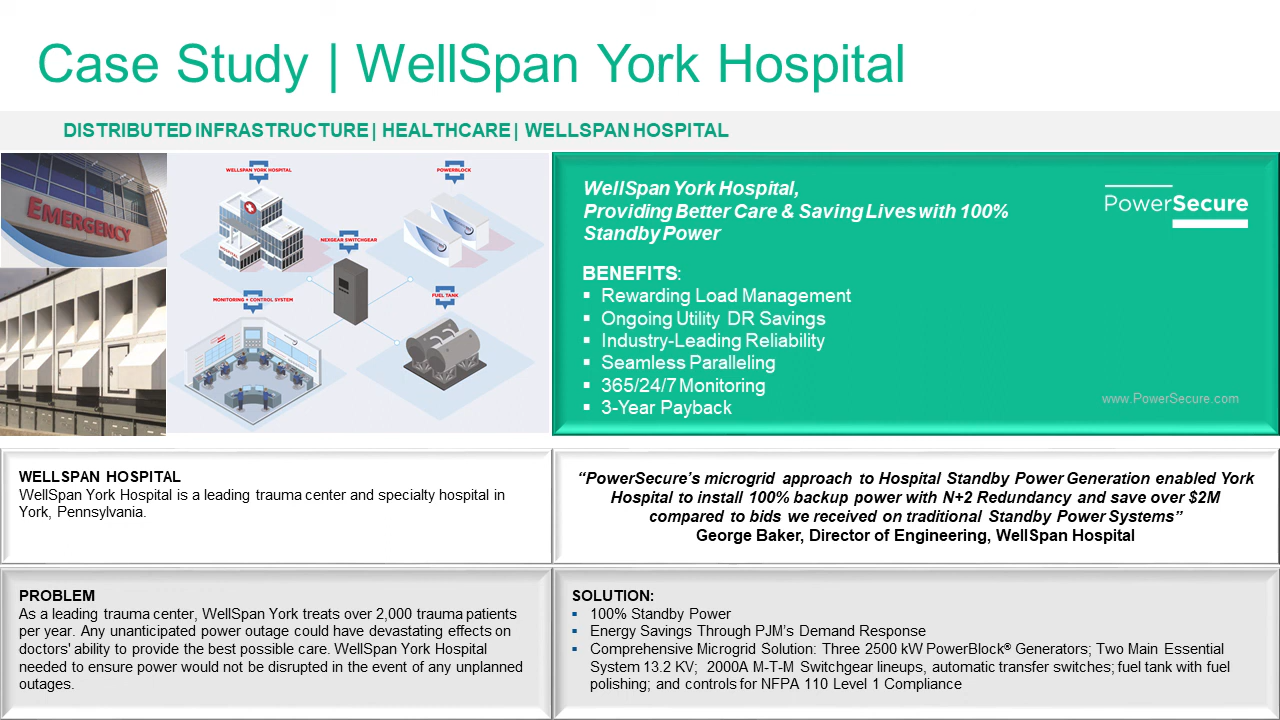 Case Study | WellSpan York Hospital
DISTRIBUTED INFRASTRUCTURE | HEALTHCARE | WELLSPAN HOSPITAL
EMERGENCY
WELLSPAN YORK HOSPITAL
POWERBLOCK
NEXGEAR SWITCHGEAR
HOSPITAL
MONITORING + CONTROL SYSTEM
FUEL TANK
WellSpan York Hospital,
Providing Better Care & Saving Lives with 100%
Standby Power
PowerSecure
BENEFITS:
▪ Rewarding Load Management
▪ Ongoing Utility DR Savings
▪ Industry-Leading Reliability
▪ Seamless Paralleling
▪ 365/24/7 Monitoring
▪ 3-Year Payback
www.PowerSecure.com
WELLSPAN HOSPITAL
WellSpan York Hospital is a leading trauma center and specialty hospital in
York, Pennsylvania.
“PowerSecure’s microgrid approach to Hospital Standby Power Generation enabled York
Hospital to install 100% backup power with N+2 Redundancy and save over $2M
compared to bids we received on traditional Standby Power Systems”
George Baker, Director of Engineering, WellSpan Hospital
PROBLEM
As a leading trauma center, WellSpan York treats over 2,000 trauma patients
per year. Any unanticipated power outage could have devastating effects on
doctors' ability to provide the best possible care. WellSpan York Hospital
needed to ensure power would not be disrupted in the event of any unplanned
outages.
SOLUTION:
▪ 100% Standby Power
▪ Energy Savings Through PJM’s Demand Response
▪ Comprehensive Microgrid Solution: Three 2500 kW PowerBlock® Generators; Two Main Essential
System 13.2 KV; 2000A M-T-M Switchgear lineups, automatic transfer switches; fuel tank with fuel
polishing; and controls for NFPA 110 Level 1 Compliance